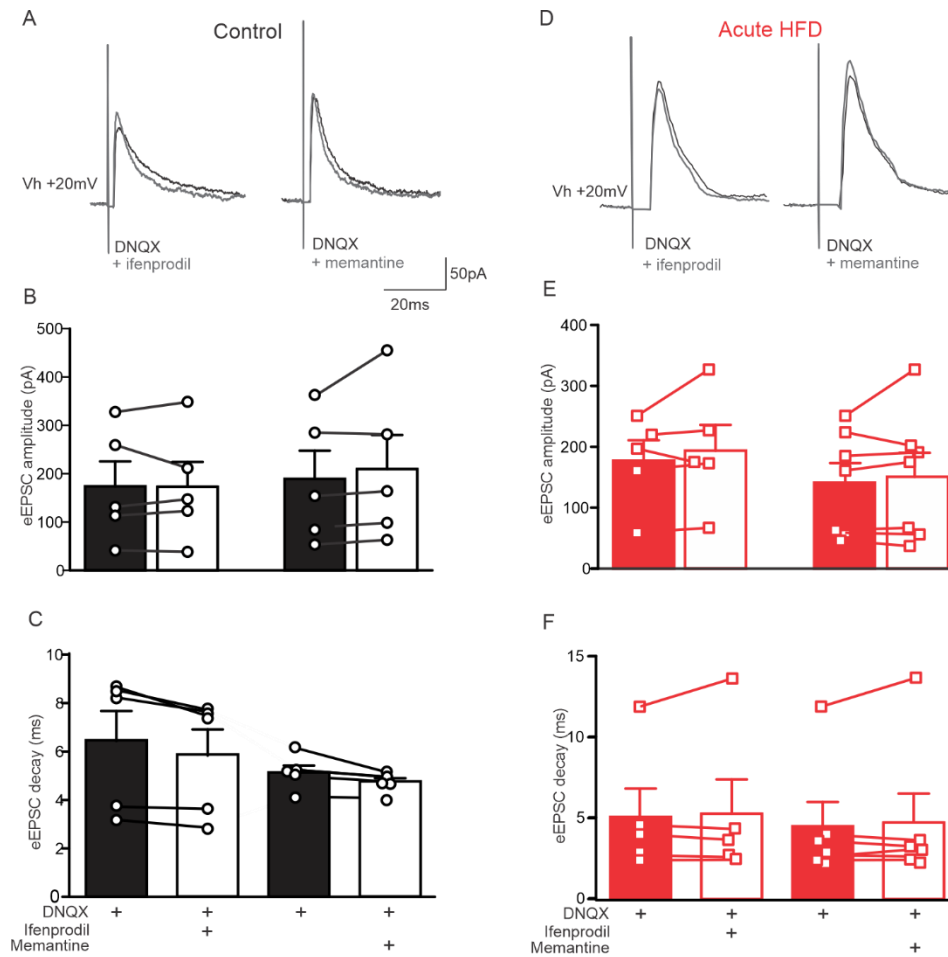 A
Control
Vh +20mV
DNQX
+ ifenprodil
DNQX
+ memantine
50pA
20ms
B
eEPSC amplitude (pA)
500
400
300
200
100
0
C
eEPSC decay (ms)
10
8
6
4
2
0
DNQX + + + +
Ifenprodil +
Memantine +
D
Acute HFD
Vh +20mV
DNQX
+ ifenprodil
DNQX
+ memantine
E
eEPSC amplitude (pA)
400
300
200
100
0
F
eEPSC decay (ms)
15
10
5
0
DNQX + + + +
Ifenprodil +
Memantine +